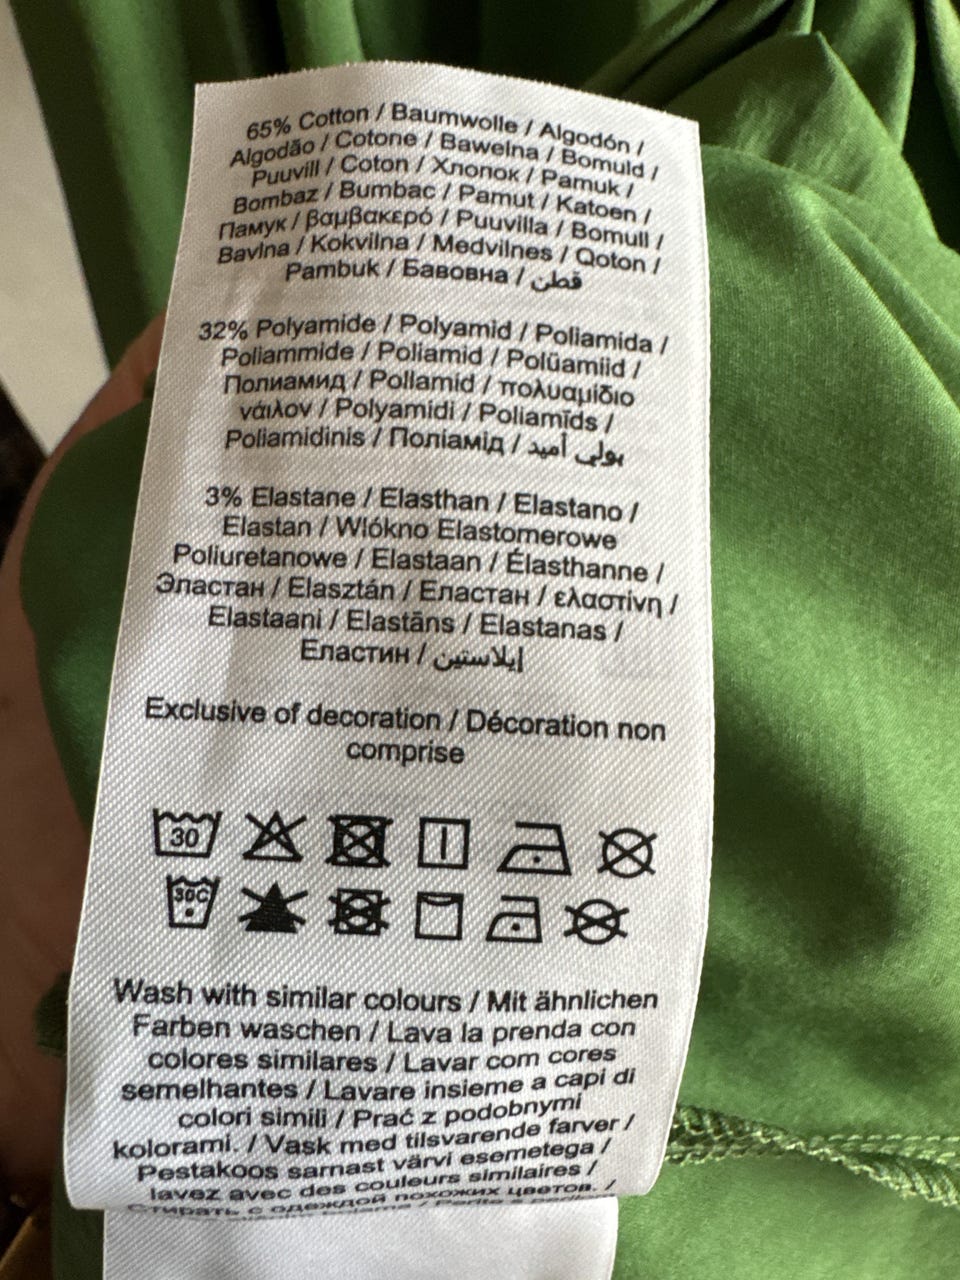 65% Cotton / Baumwolle / Algodón /
Algodão / Cotone / Bawełna / Bomuld /
Puuvill / Coton / Хлопок / Pamuk /
Bombaz / Bumbac / Pamut / Katoen /
Памук / βαμβακερό / Puuvilla / Bomull /
Bavlna / Kokvilna / Medvilnes / Qoton /
Pambuk / Бавовна / قطن
32% Polyamide / Polyamid / Poliamida /
Poliammide / Poliamid / Polüamiid /
Полиамид / Poliamid / πολυαμίδιο
νάιλον / Polyamidi / Poliamīds /
Poliamidinis / Поліамід / بولي أميد
3% Elastane / Elasthan / Elastano /
Elastan / Włókno Elastomerowe
Poliuretanowe / Elastaan / Élasthanne /
Эластан / Elasztán / Еластан / ελαστίνη /
Elastaani / Elastāns / Elastanas /
Еластин / إيلاستين
Exclusive of decoration / Décoration non
comprise
30
30C
Wash with similar colours / Mit ähnlichen
Farben waschen / Lava la prenda con
colores similares / Lavar com cores
semelhantes / Lavare insieme a capi di
colori simili / Prać z podobnymi
kolorami. / Vask med tilsvarende farver /
Pestakoos sarnast värvi esemetega /
lavez avec des couleurs similaires /
Стирать с одеждой похожих цветов. /